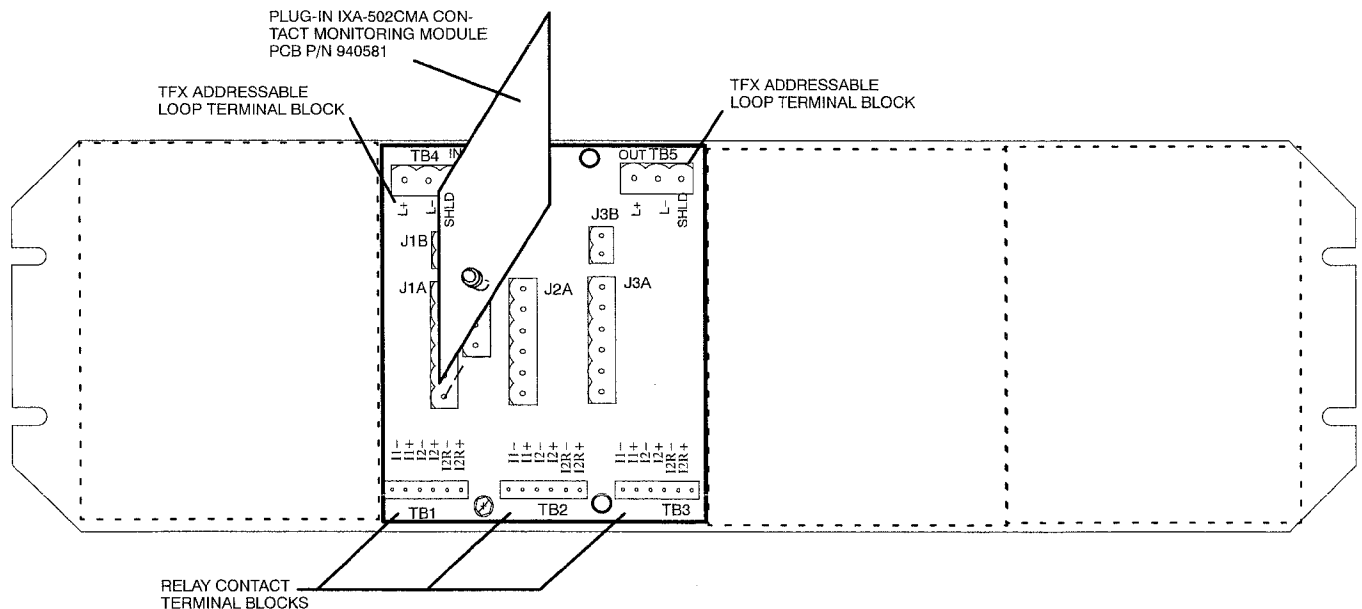 PLUG-IN IXA-502CMA CON-
TACT MONITORING MODULE
PCB P/N 940581
TFX ADDRESSABLE
LOOP TERMINAL BLOCK
TFX ADDRESSABLE
LOOP TERMINAL BLOCK
TB4 IN
OUT TB5
L+
L−
SHLD
L+
L−
SHLD
J1B
J3B
J1A
J2A
J3A
I1−
I1+
I2−
I2+
I2R−
I2R+
I1−
I1+
I2−
I2+
I2R−
I2R+
I1−
I1+
I2−
I2+
I2R−
I2R+
TB1
TB2
TB3
RELAY CONTACT
TERMINAL BLOCKS